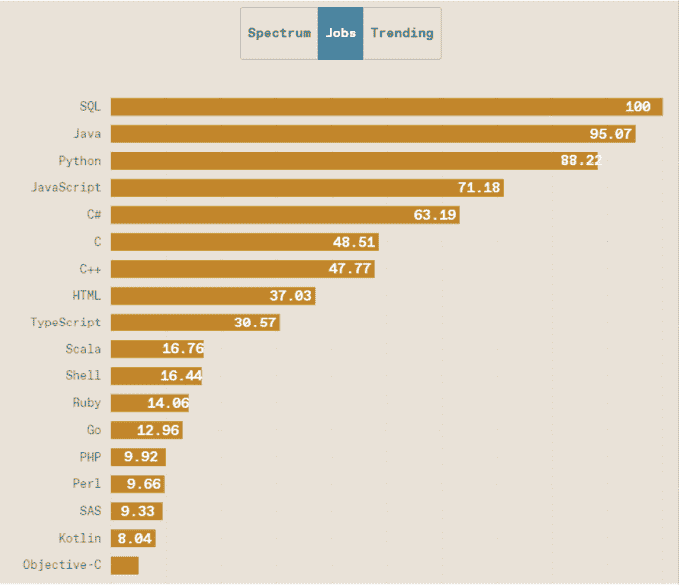 Spectrum Jobs Trending
SQL 100
Java 95.07
Python 88.22
JavaScript 71.18
C# 63.19
C 48.51
C++ 47.77
HTML 37.03
TypeScript 30.57
Scala 16.76
Shell 16.44
Ruby 14.06
Go 12.96
PHP 9.92
Perl 9.66
SAS 9.33
Kotlin 8.04
Objective-C